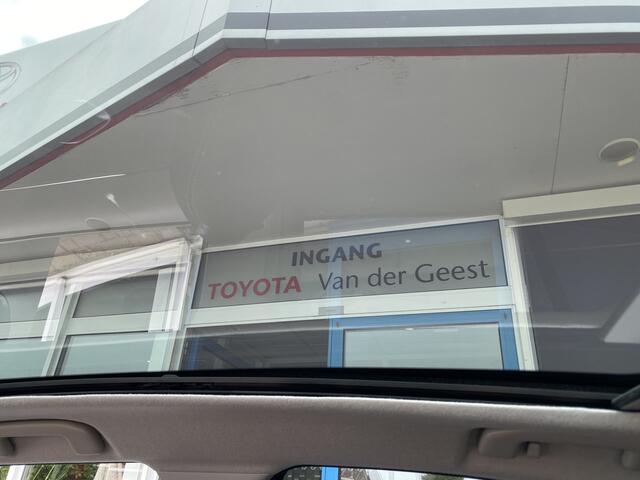 INGANG
TOYOTA Van der Geest